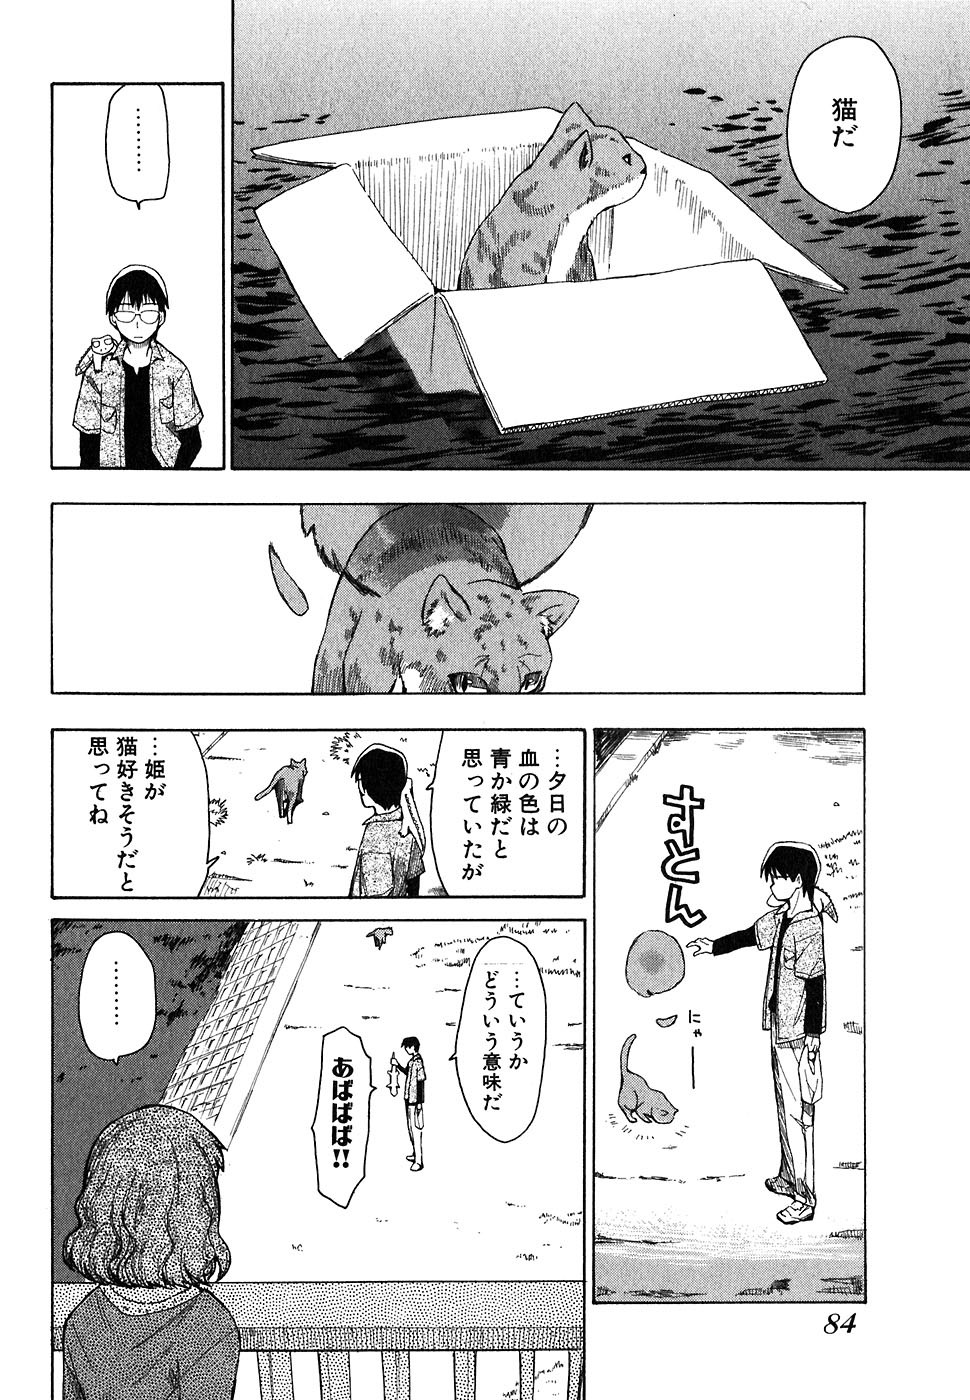 猫だ
………
すとん
にゃー
…夕日の
血の色は
青か緑だと
思っていたが
…姫が
猫好きそうだと
思ってね
…ていうか
どういう意味だ
あばばば!!
………
84